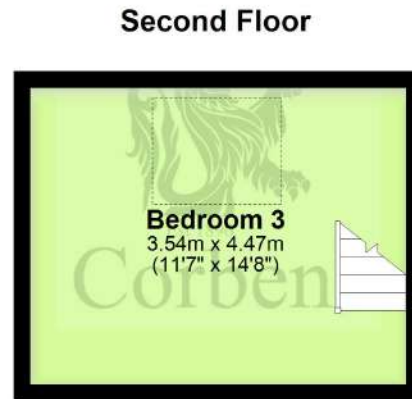 Second Floor
Bedroom 3
3.54m x 4.47m
(11'7" x 14'8")
Corben